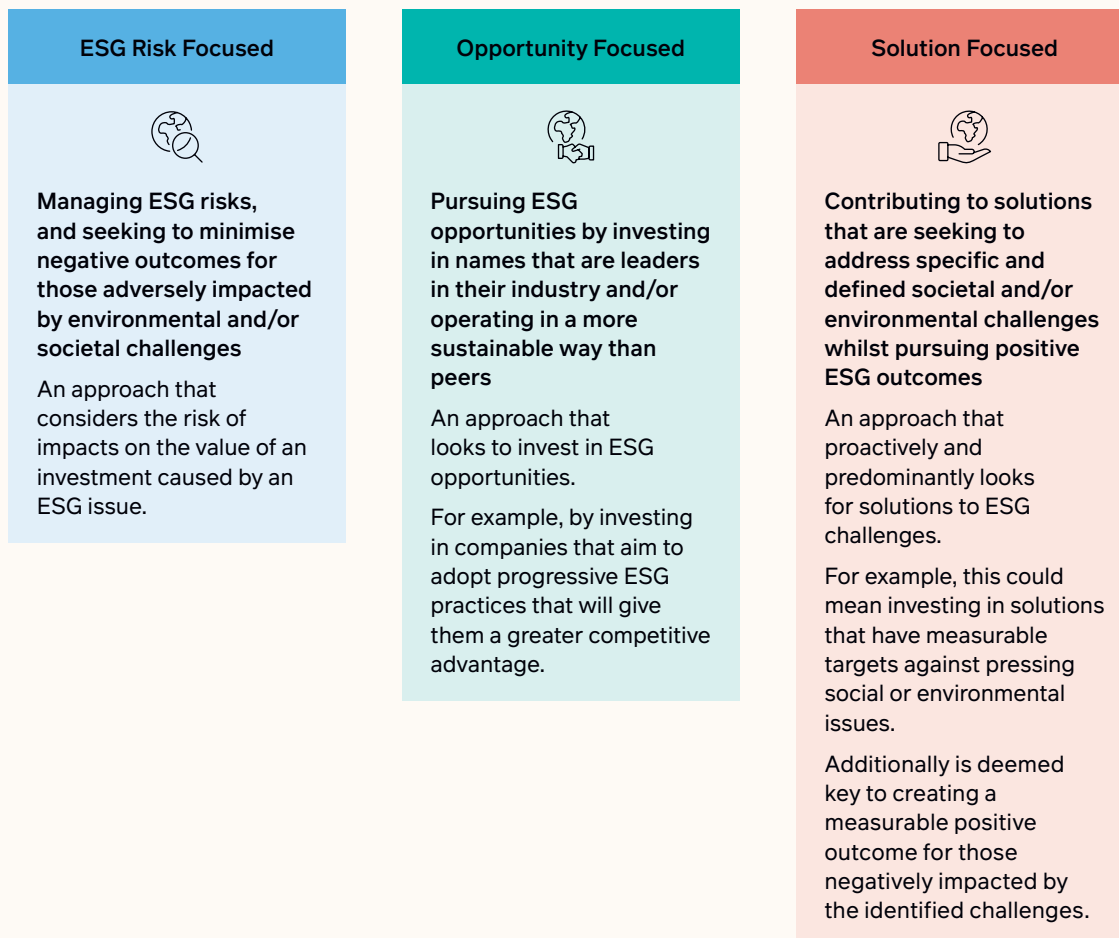 ESG Risk Focused
Managing ESG risks,
and seeking to minimise
negative outcomes for
those adversely impacted
by environmental and/or
societal challenges
An approach that
considers the risk of
impacts on the value of an
investment caused by an
ESG issue.
Opportunity Focused
Pursuing ESG
opportunities by investing
in names that are leaders
in their industry and/or
operating in a more
sustainable way than
peers
An approach that
looks to invest in ESG
opportunities.
For example, by investing
in companies that aim to
adopt progressive ESG
practices that will give
them a greater competitive
advantage.
Solution Focused
Contributing to solutions
that are seeking to
address specific and
defined societal and/or
environmental challenges
whilst pursuing positive
ESG outcomes
An approach that
proactively and
predominantly looks
for solutions to ESG
challenges.
For example, this could
mean investing in solutions
that have measurable
targets against pressing
social or environmental
issues.
Additionally is deemed
key to creating a
measurable positive
outcome for those
negatively impacted by
the identified challenges.